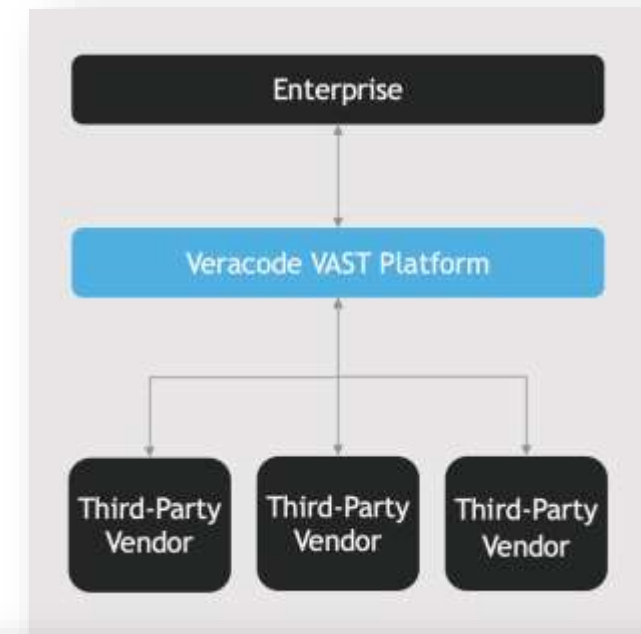 Enterprise
Veracode VAST Platform
Third-Party
Vendor
Third-Party
Vendor
Third-Party
Vendor